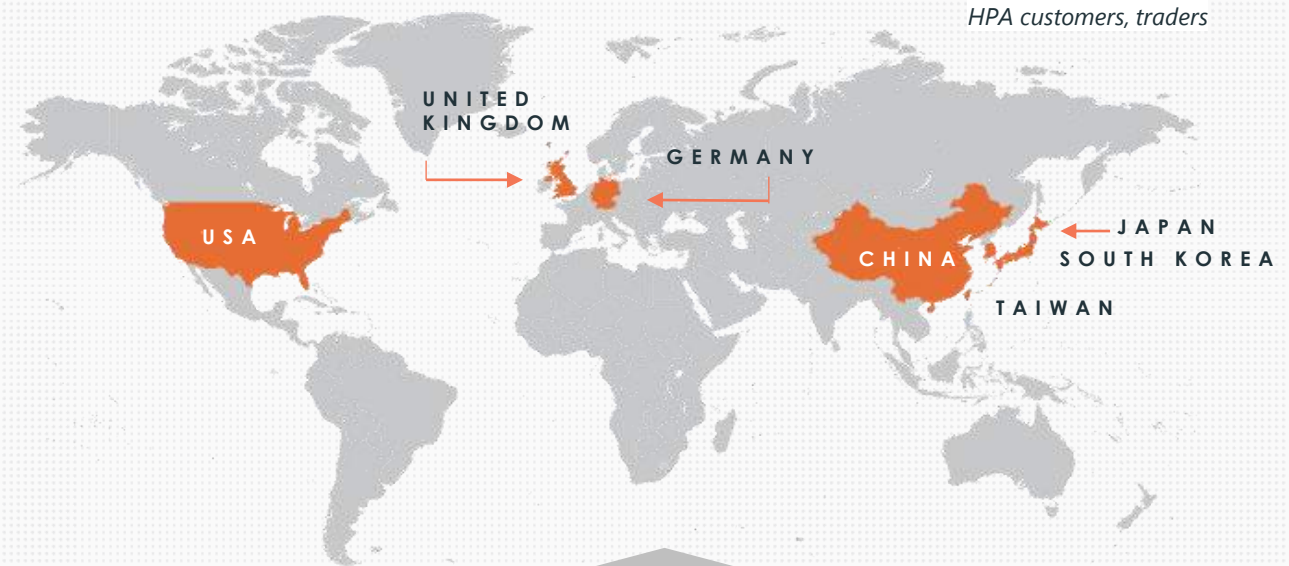 HPA customers, traders
UNITED
KINGDOM
GERMANY
USA
CHINA
JAPAN
SOUTH KOREA
TAIWAN